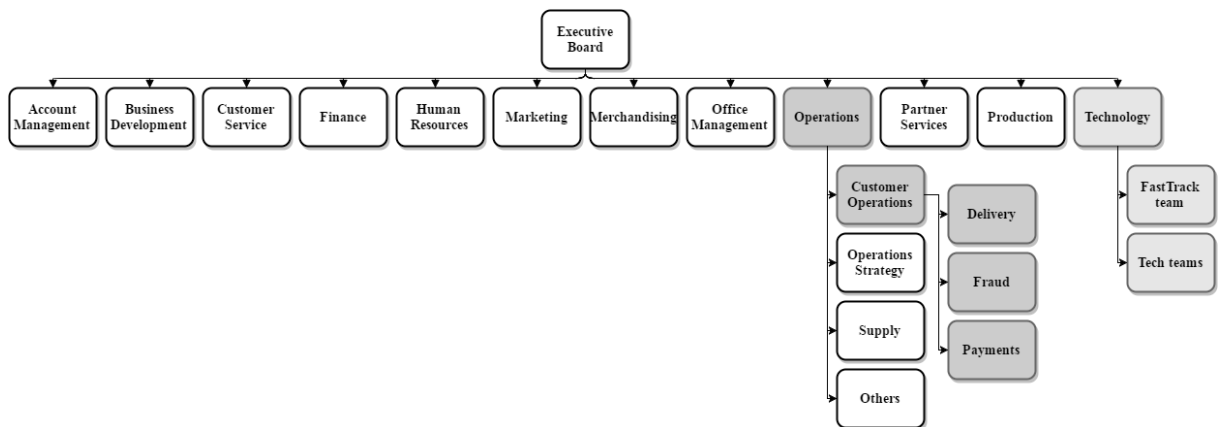 Executive
Board
Account
Management
Business
Development
Customer
Service
Finance
Human
Resources
Marketing
Merchandising
Office
Management
Operations
Partner
Services
Production
Technology
Customer
Operations
Operations
Strategy
Supply
Others
Delivery
Fraud
Payments
FastTrack
team
Tech teams